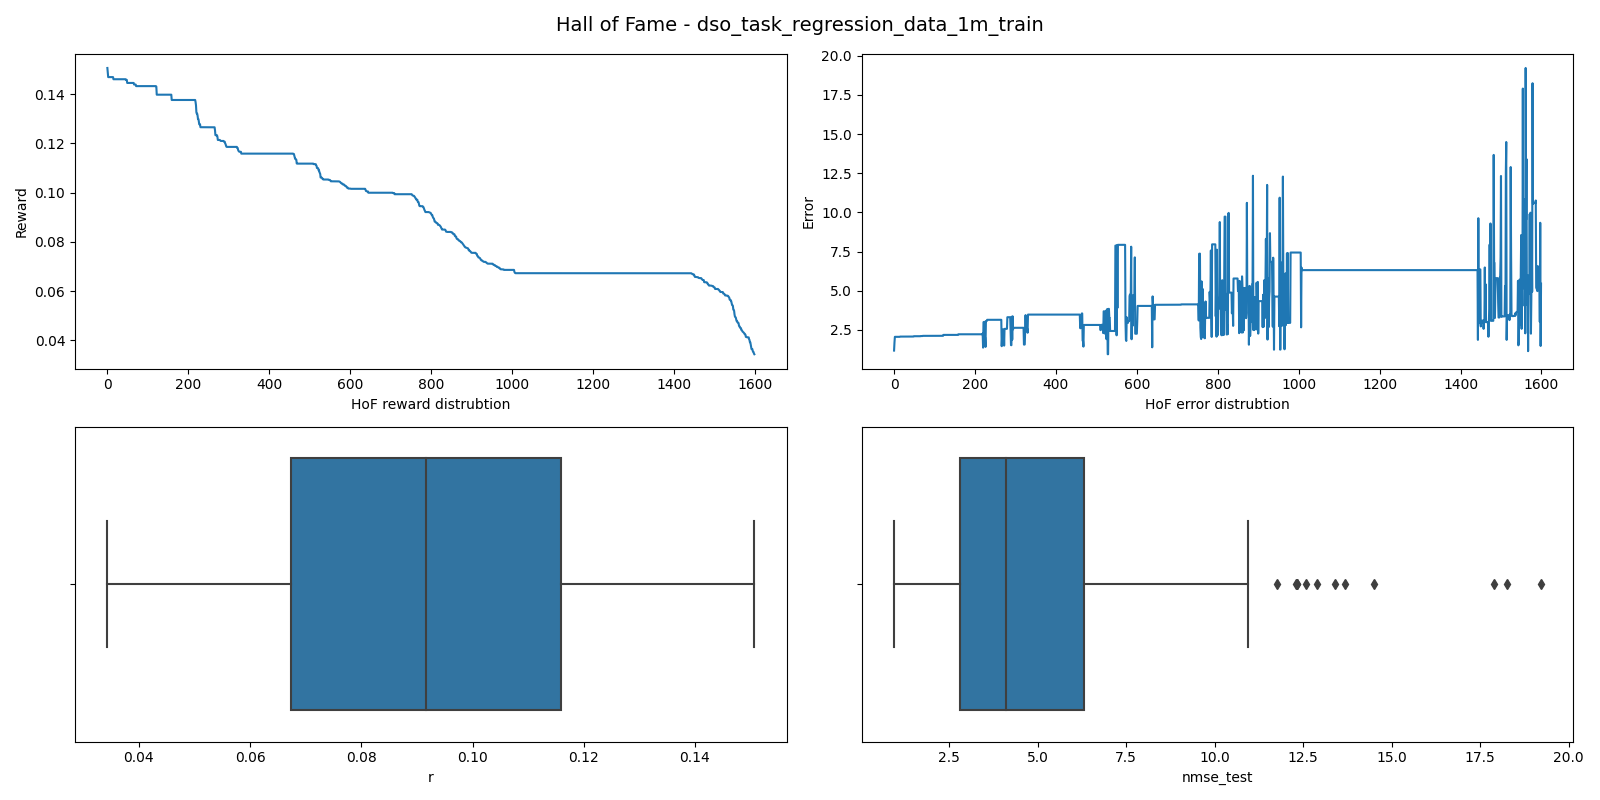 Hall of Fame - dso_task_regression_data_1m_train
Reward
0.14
0.12
0.10
0.08
0.06
0.04
0 200 400 600 800 1000 1200 1400 1600
HoF reward distrubtion
Error
20.0
17.5
15.0
12.5
10.0
7.5
5.0
2.5
0 200 400 600 800 1000 1200 1400 1600
HoF error distrubtion
0.04 0.06 0.08 0.10 0.12 0.14
r
2.5 5.0 7.5 10.0 12.5 15.0 17.5 20.0
nmse_test